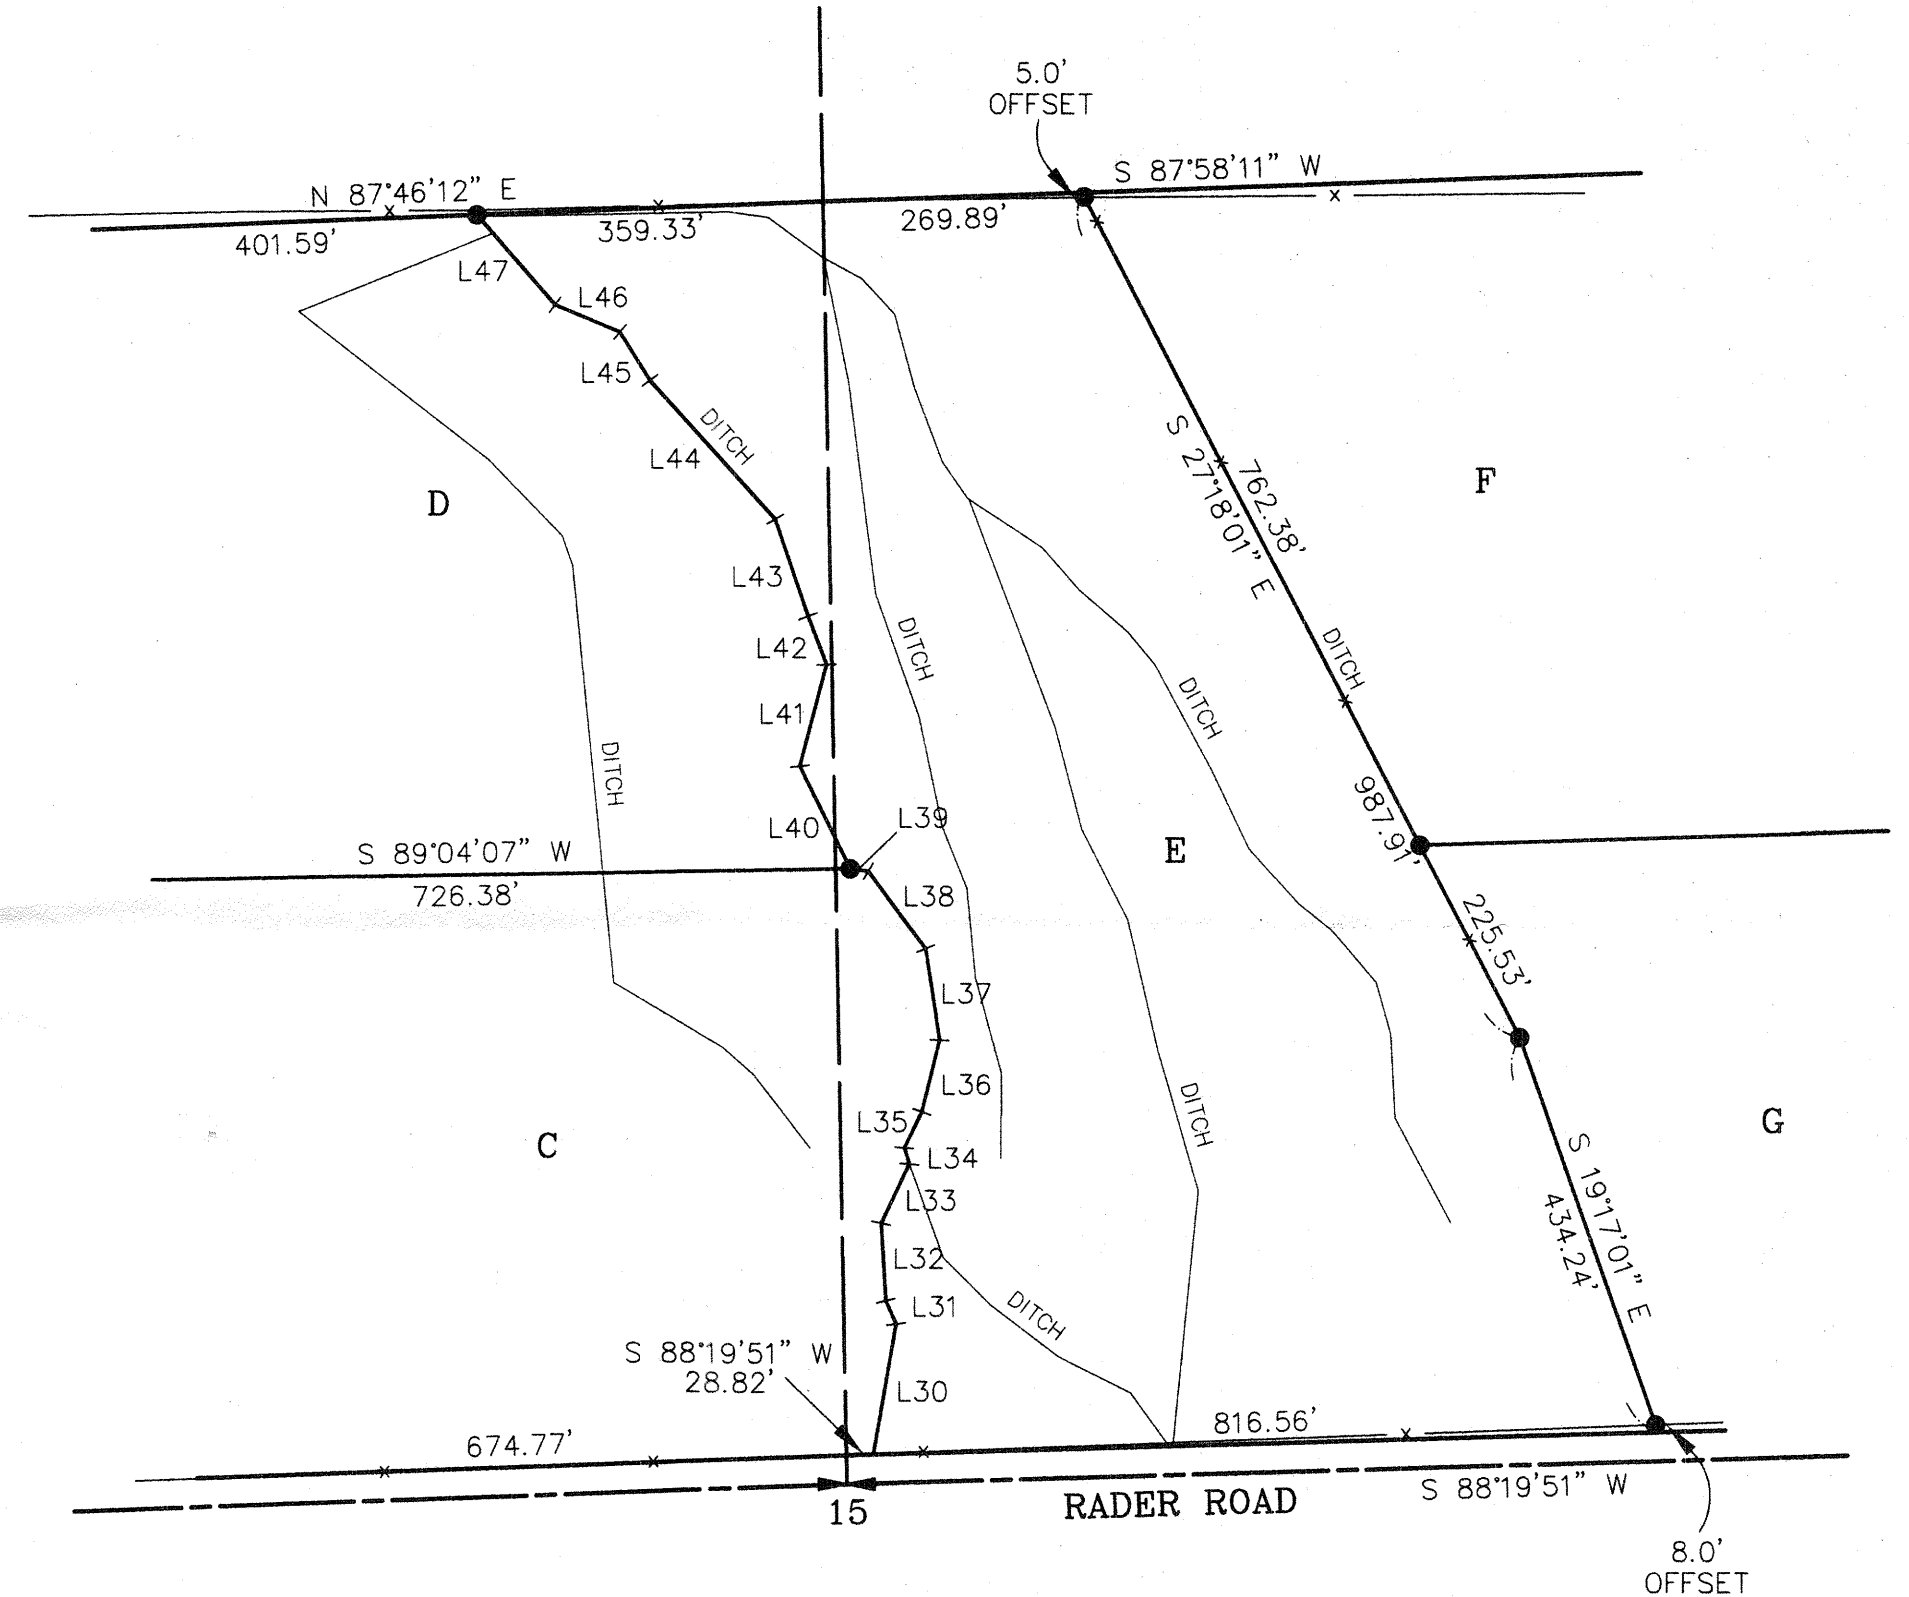 5.0'
OFFSET
S 87°58'11" W
N 87°46'12" E
401.59'
359.33'
269.89'
L47
L46
L45
DITCH
L44
D
F
S 27°18'01" E
762.38'
L43
L42
DITCH
DITCH
DITCH
L41
DITCH
987.91'
L40
L39
E
S 89°04'07" W
726.38'
L38
225.53'
L37
L36
L35
L34
DITCH
C
G
L33
S 19°17'01" E
434.24'
L32
L31
DITCH
S 88°19'51" W
28.82'
L30
816.56'
674.77'
15
RADER ROAD
S 88°19'51" W
8.0'
OFFSET